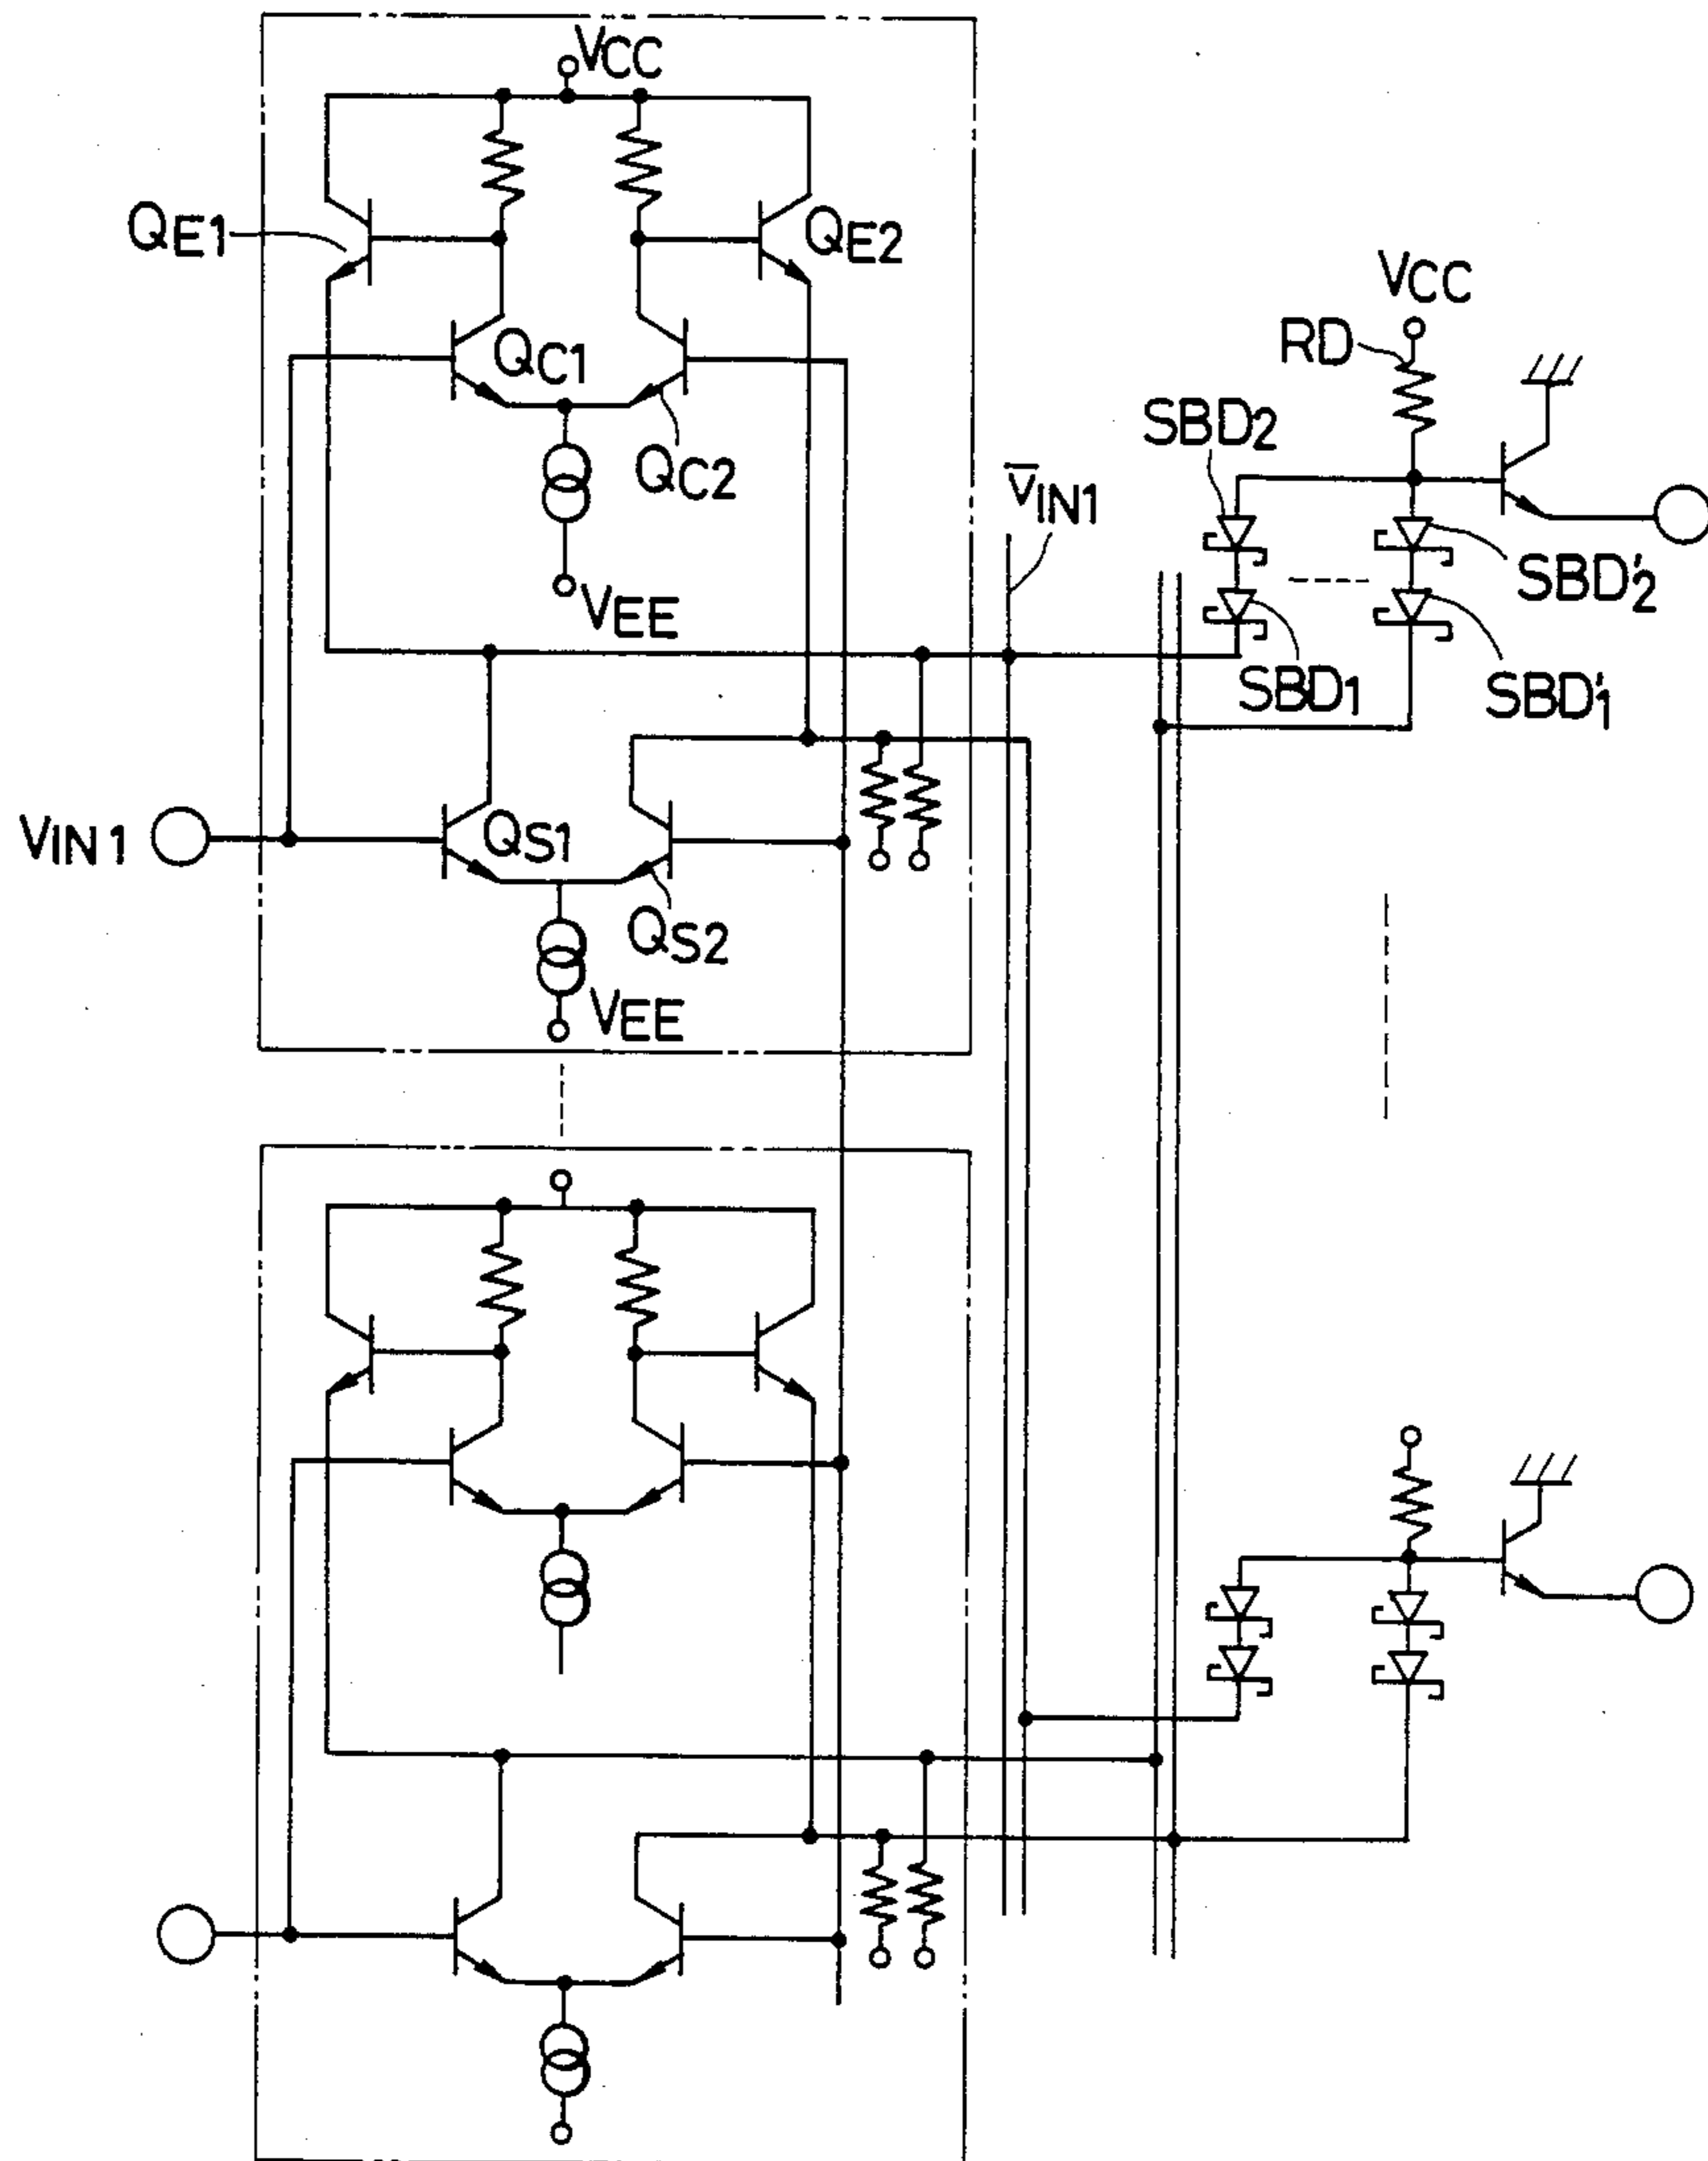 VCC
QE1
QE2
VCC
RD
QC1
SBD2
QC2
V̅IN1
SBD'2
VEE
SBD1
SBD'1
VIN1
QS1
QS2
VEE